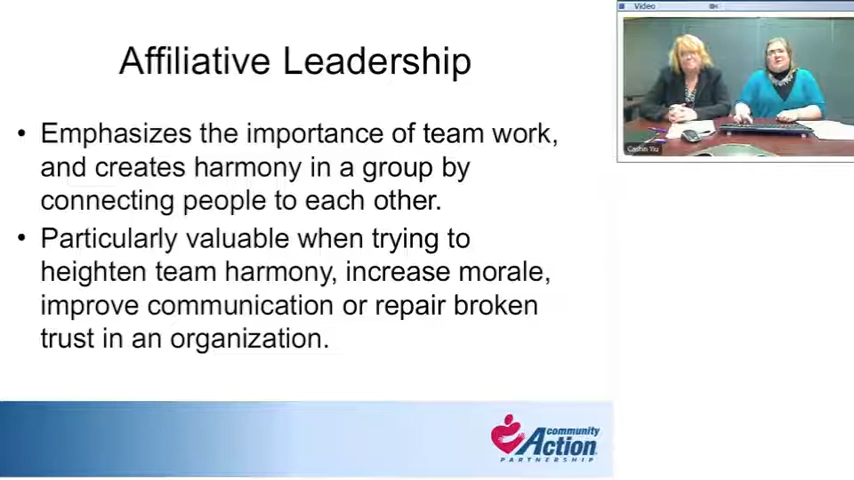 Video
Affiliative Leadership
• Emphasizes the importance of team work,
and creates harmony in a group by
connecting people to each other.
• Particularly valuable when trying to
heighten team harmony, increase morale,
improve communication or repair broken
trust in an organization.
Cashin Yiu
community
Action
PARTNERSHIP